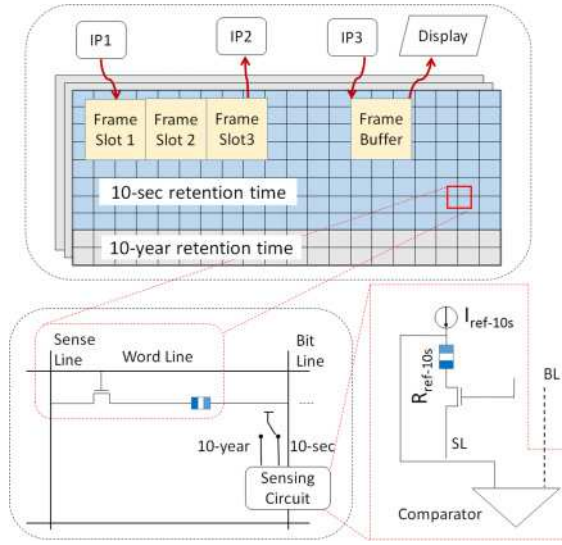 IP1
IP2
IP3
Display
Frame
Slot 1
Frame
Slot 2
Frame
Slot3
Frame
Buffer
10-sec retention time
10-year retention time
Sense
Line
Word Line
Bit
Line
10-year
10-sec
Sensing
Circuit
Iref-10s
Rref-10s
BL
SL
Comparator